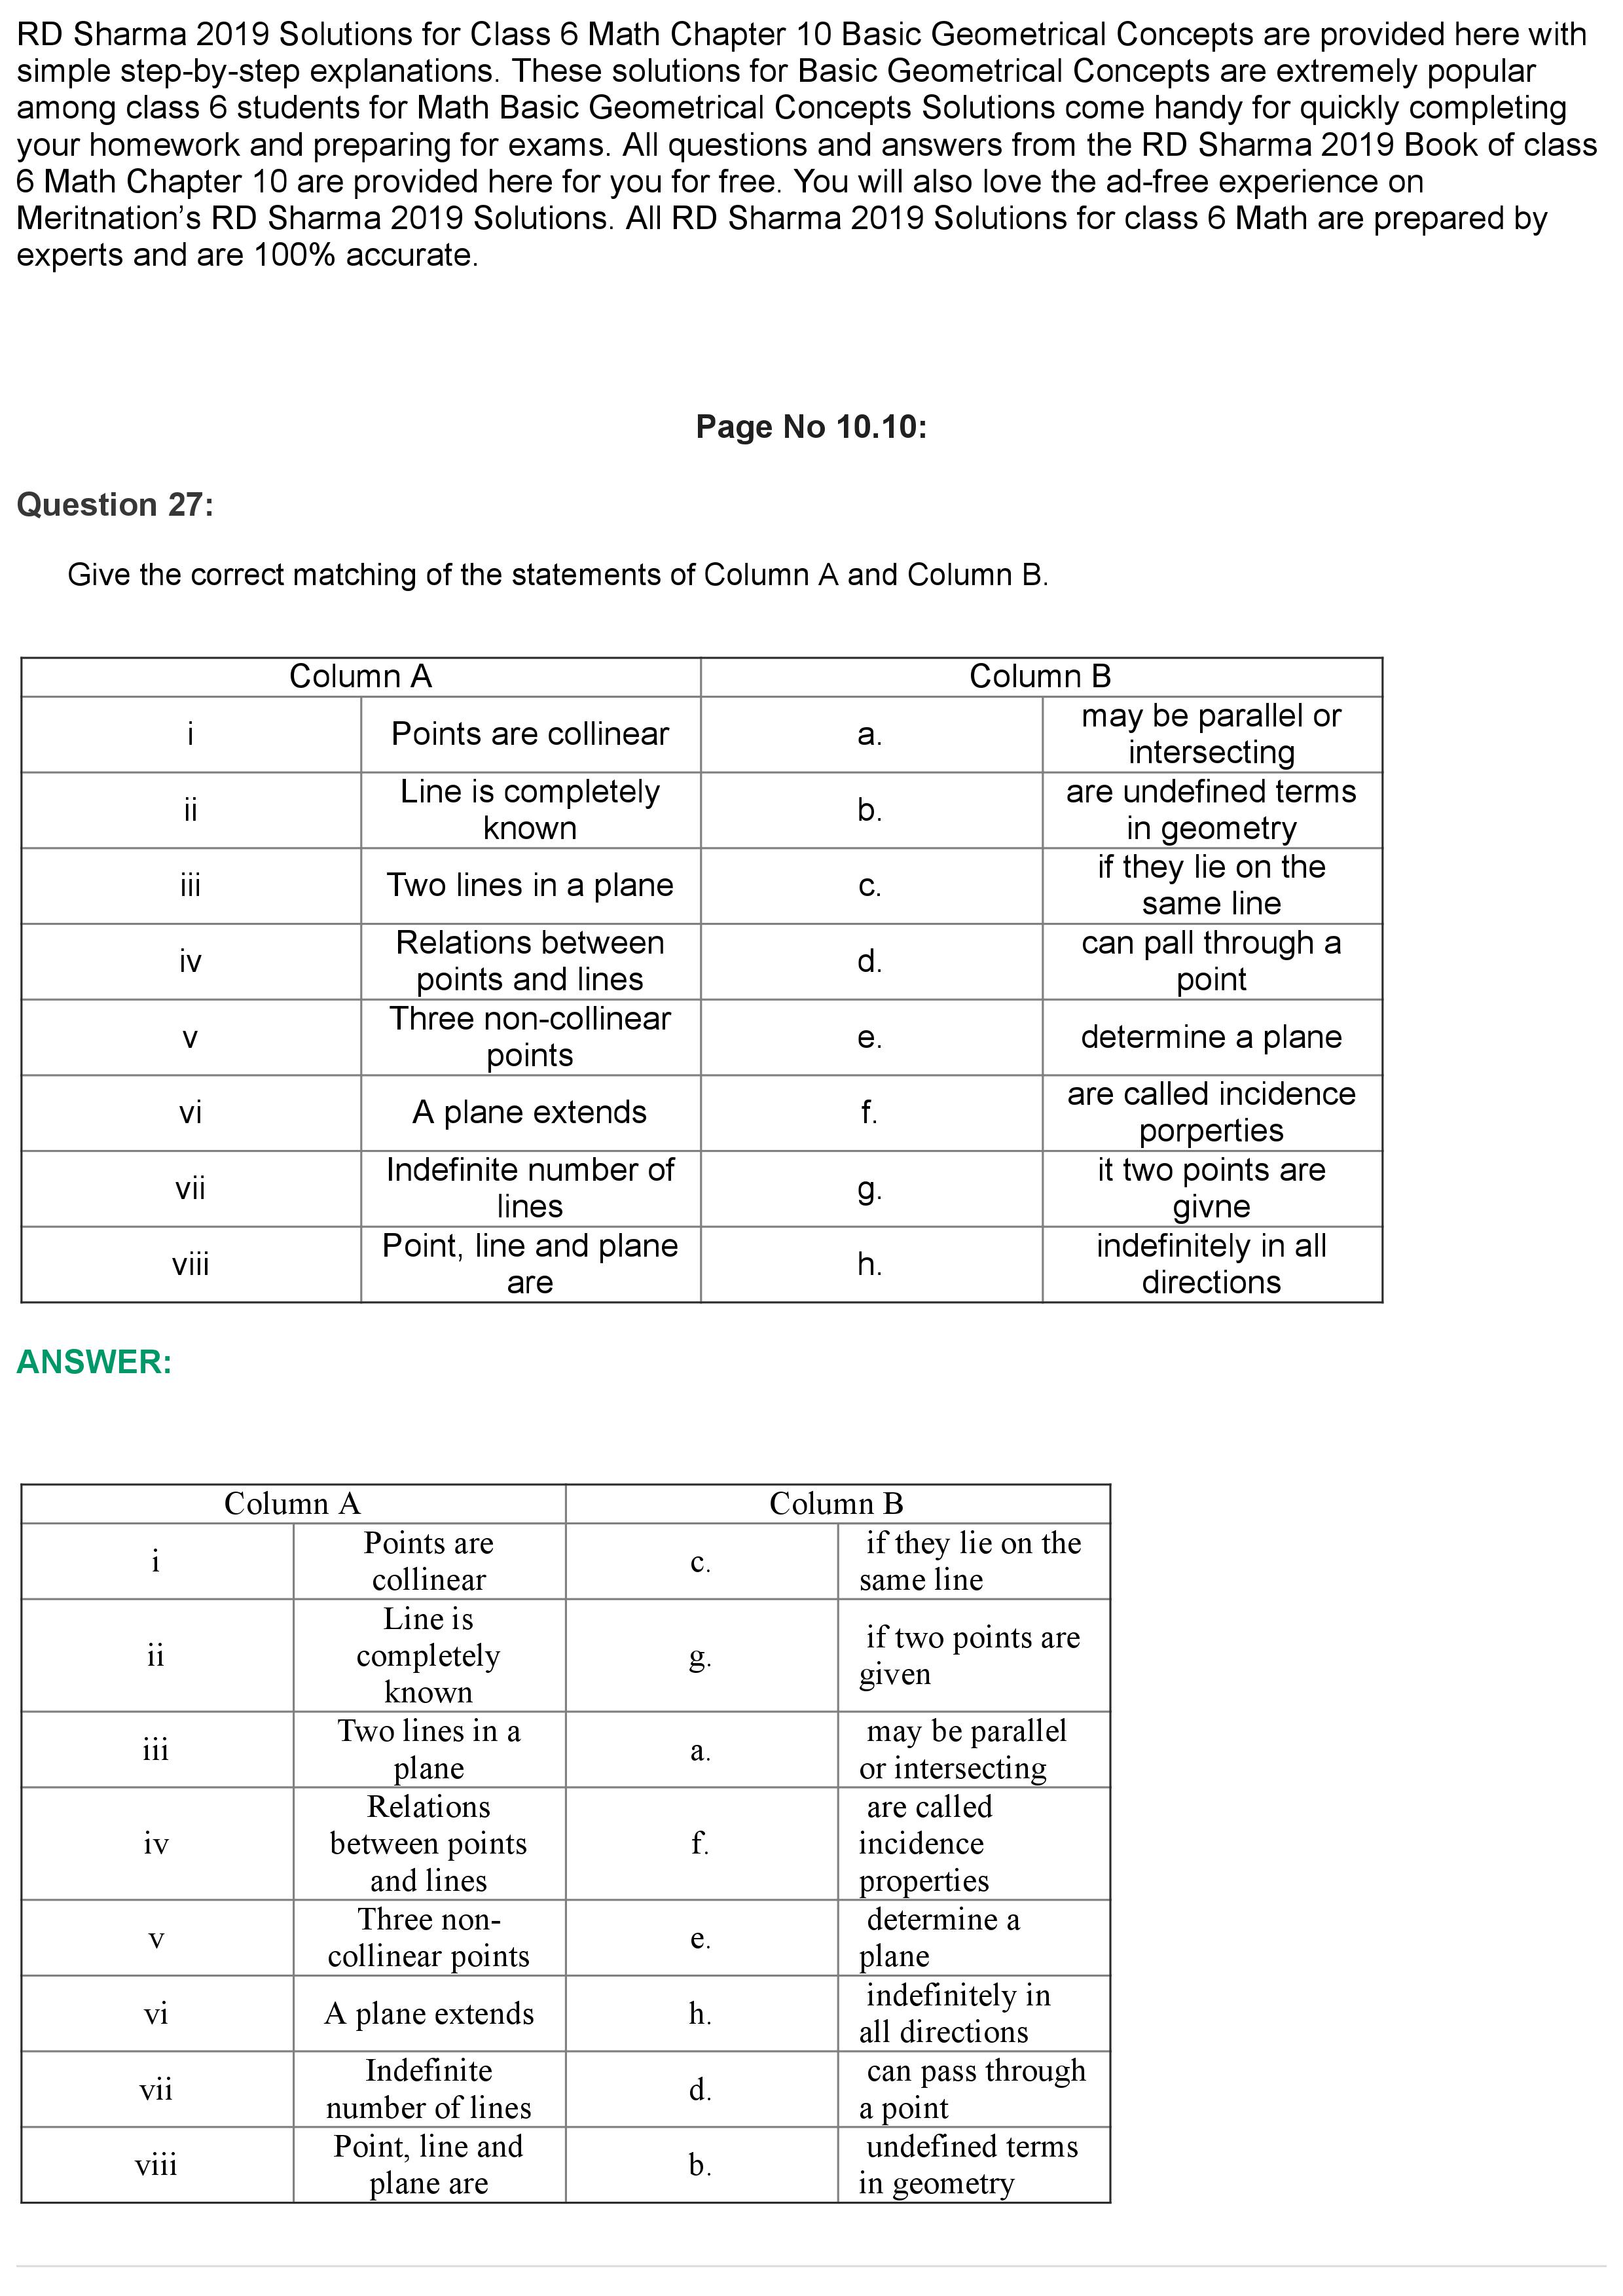 RD Sharma 2019 Solutions for Class 6 Math Chapter 10 Basic Geometrical Concepts are provided here with
simple step-by-step explanations. These solutions for Basic Geometrical Concepts are extremely popular
among class 6 students for Math Basic Geometrical Concepts Solutions come handy for quickly completing
your homework and preparing for exams. All questions and answers from the RD Sharma 2019 Book of class
6 Math Chapter 10 are provided here for you for free. You will also love the ad-free experience on
Meritnation’s RD Sharma 2019 Solutions. All RD Sharma 2019 Solutions for class 6 Math are prepared by
experts and are 100% accurate.
Page No 10.10:
Question 27:
Give the correct matching of the statements of Column A and Column B.
Column A Column B
i Points are collinear a. may be parallel or
intersecting
ii Line is completely
known b. are undefined terms
in geometry
iii Two lines in a plane c. if they lie on the
same line
iv Relations between
points and lines d. can pall through a
point
v Three non-collinear
points e. determine a plane
vi A plane extends f. are called incidence
porperties
vii Indefinite number of
lines g. it two points are
givne
viii Point, line and plane
are h. indefinitely in all
directions
ANSWER:
Column A Column B
i Points are
collinear c. if they lie on the
same line
ii Line is
completely
known g. if two points are
given
iii Two lines in a
plane a. may be parallel
or intersecting
iv Relations
between points
and lines f. are called
incidence
properties
v Three non-
collinear points e. determine a
plane
vi A plane extends h. indefinitely in
all directions
vii Indefinite
number of lines d. can pass through
a point
viii Point, line and
plane are b. undefined terms
in geometry